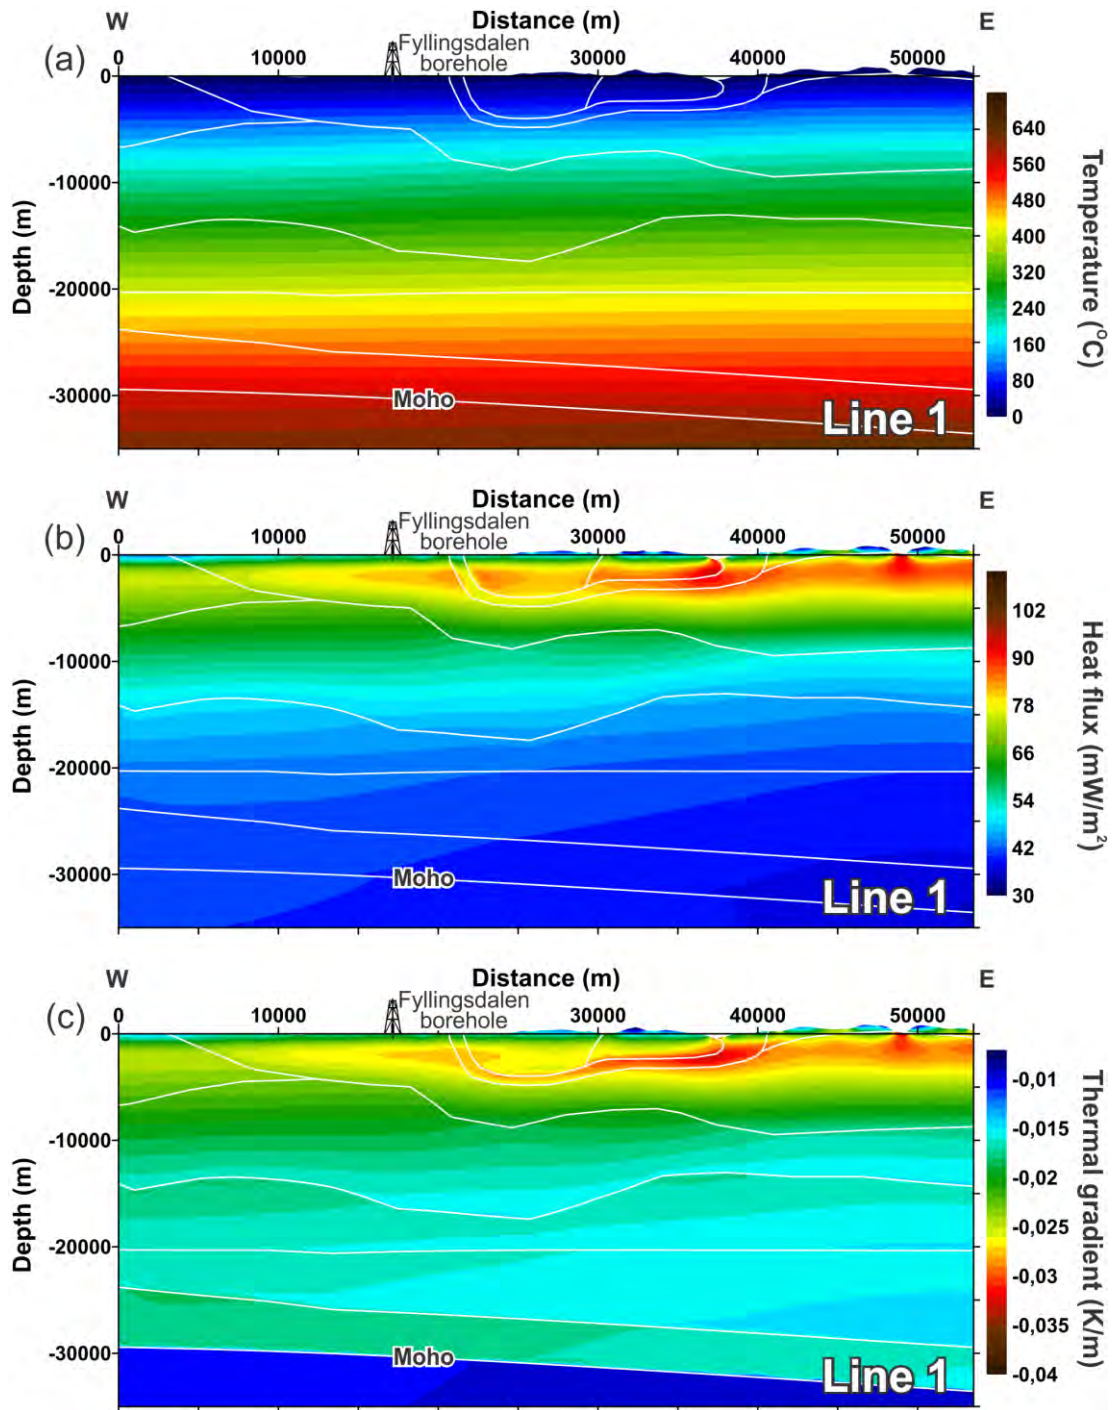 W Distance (m) E
(a) 0 10000 Fyllingsdalen borehole 30000 40000 50000
0
-10000
-20000
-30000
Depth (m)
Moho
Line 1
640
560
480
400
320
240
160
80
0
Temperature (°C)
W Distance (m) E
(b) 0 10000 Fyllingsdalen borehole 30000 40000 50000
0
-10000
-20000
-30000
Depth (m)
Moho
Line 1
102
90
78
66
54
42
30
Heat flux (mW/m²)
W Distance (m) E
(c) 0 10000 Fyllingsdalen borehole 30000 40000 50000
0
-10000
-20000
-30000
Depth (m)
Moho
Line 1
-0,01
-0,015
-0,02
-0,025
-0,03
-0,035
-0,04
Thermal gradient (K/m)